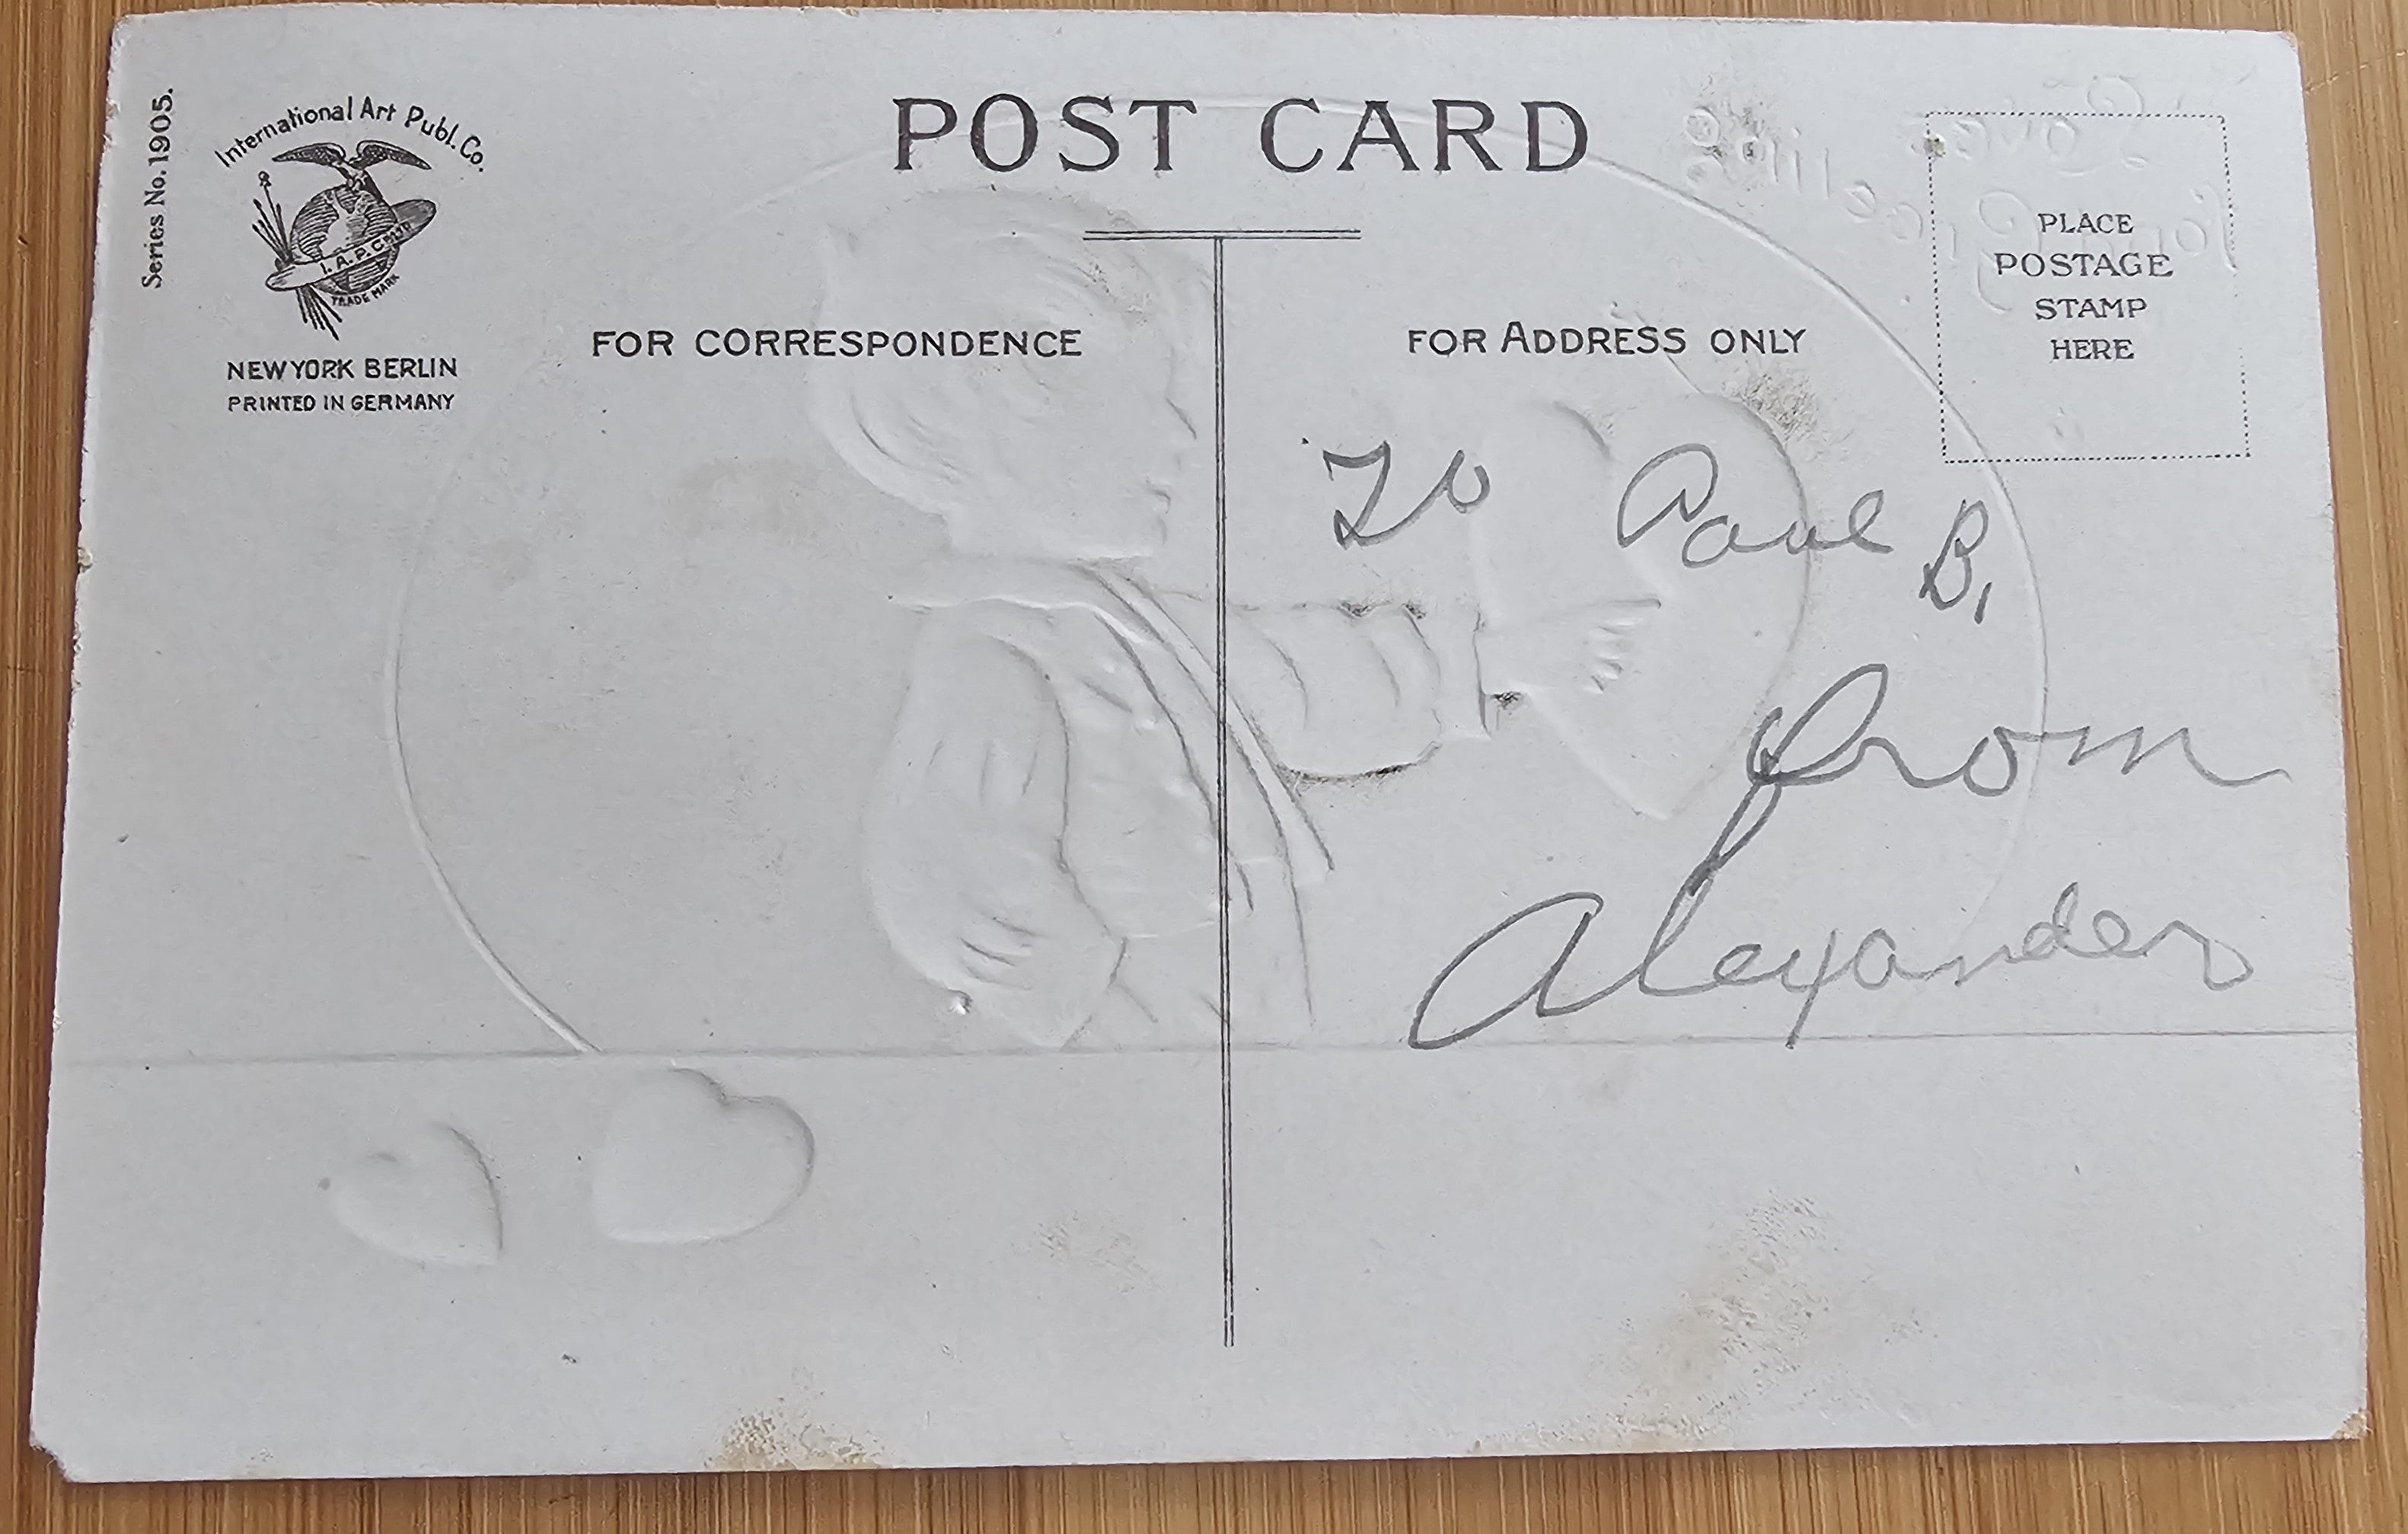 Series No. 1905.
International Art Publ. Co.
I. A. P. Co.
TRADE MARK
NEW YORK BERLIN
PRINTED IN GERMANY
POST CARD
FOR CORRESPONDENCE
FOR ADDRESS ONLY
PLACE
POSTAGE
STAMP
HERE
To Paul B,
From
Alexander